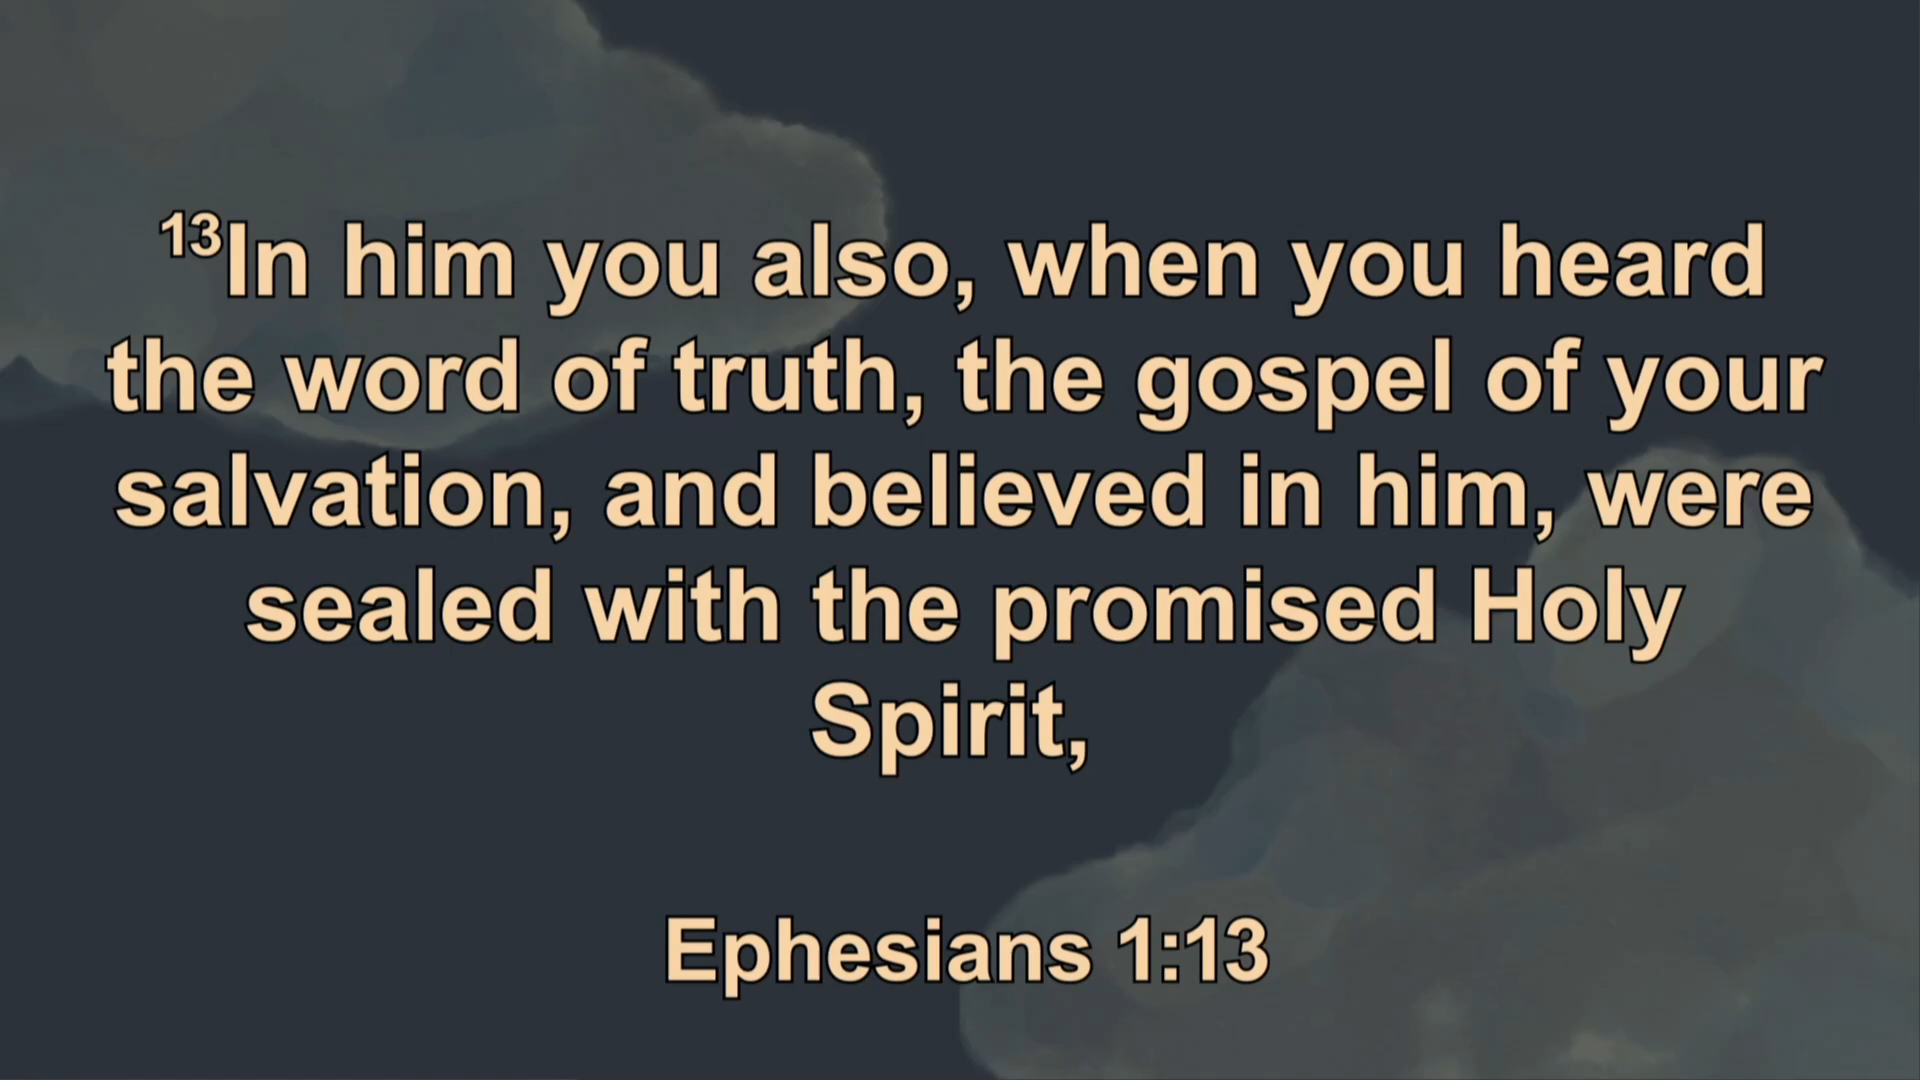 ¹³In him you also, when you heard
the word of truth, the gospel of your
salvation, and believed in him, were
sealed with the promised Holy
Spirit,
Ephesians 1:13